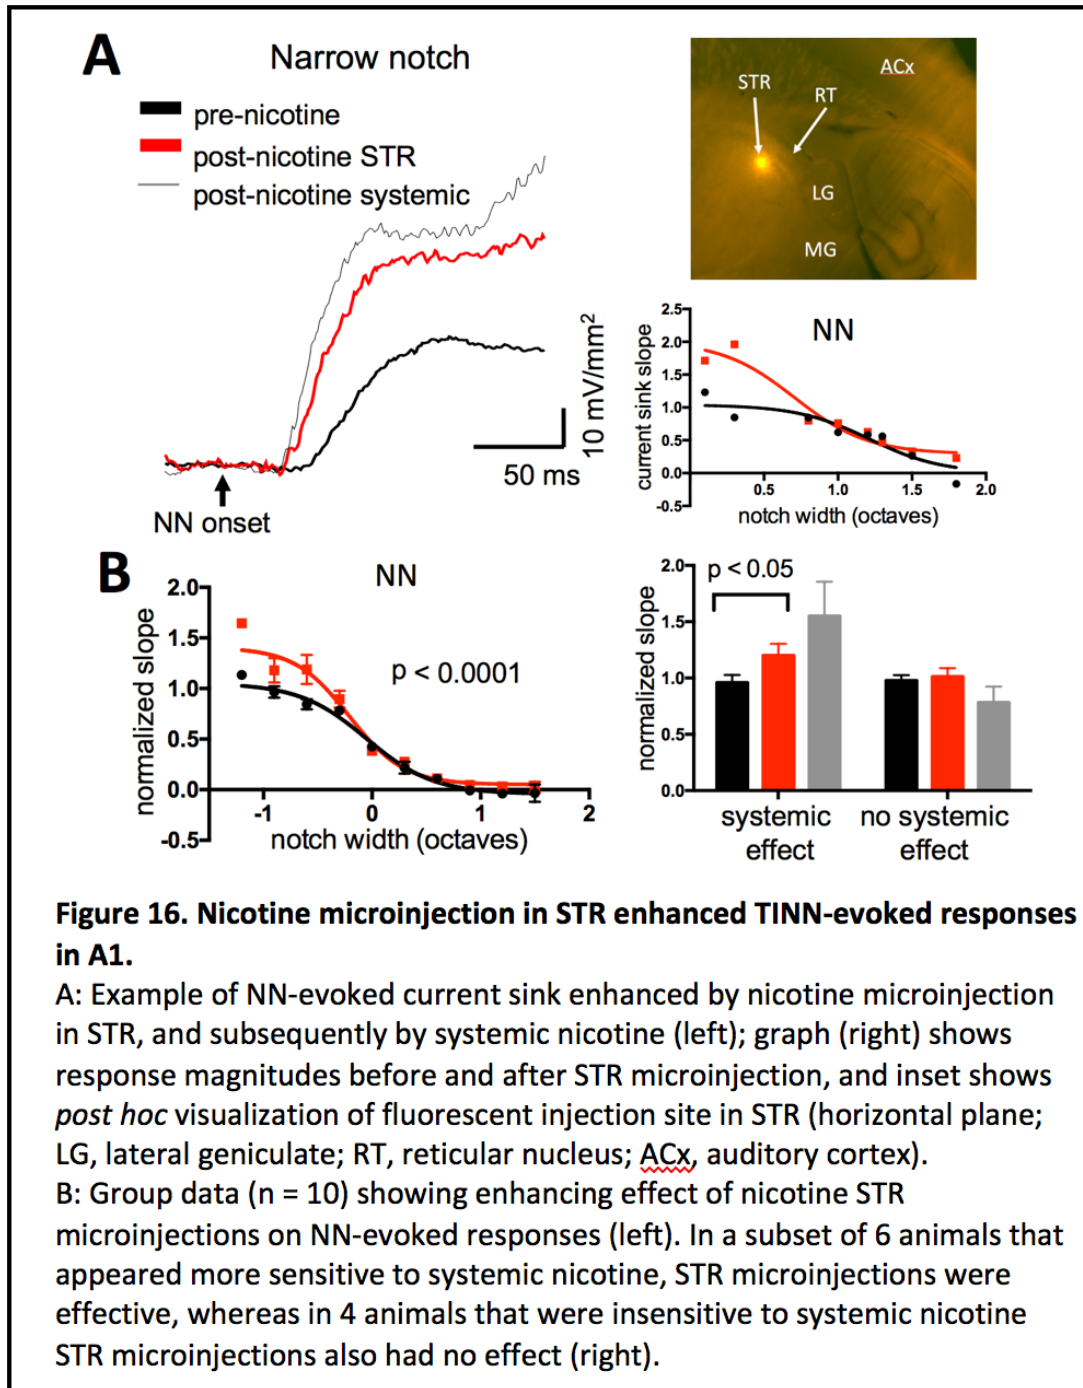 A
Narrow notch
pre-nicotine
post-nicotine STR
post-nicotine systemic
NN onset
10 mV/mm2
50 ms
ACx
STR
RT
LG
MG
NN
current sink slope
2.5
2.0
1.5
1.0
0.5
0.0
-0.5
0.5
1.0
1.5
2.0
notch width (octaves)
B
NN
p < 0.0001
normalized slope
2.0
1.5
1.0
0.5
0.0
-0.5
-1
0
1
2
notch width (octaves)
p < 0.05
normalized slope
2.0
1.5
1.0
0.5
0.0
systemic
effect
no systemic
effect
Figure 16. Nicotine microinjection in STR enhanced TINN-evoked responses
in A1.
A: Example of NN-evoked current sink enhanced by nicotine microinjection
in STR, and subsequently by systemic nicotine (left); graph (right) shows
response magnitudes before and after STR microinjection, and inset shows
post hoc visualization of fluorescent injection site in STR (horizontal plane;
LG, lateral geniculate; RT, reticular nucleus; ACx, auditory cortex).
B: Group data (n = 10) showing enhancing effect of nicotine STR
microinjections on NN-evoked responses (left). In a subset of 6 animals that
appeared more sensitive to systemic nicotine, STR microinjections were
effective, whereas in 4 animals that were insensitive to systemic nicotine
STR microinjections also had no effect (right).